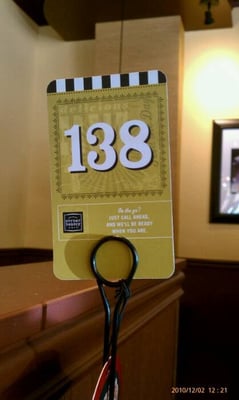 Delicious
138
On the go?
JUST CALL AHEAD,
AND WE'LL BE READY
WHEN YOU ARE.
2010/12/02 12:21